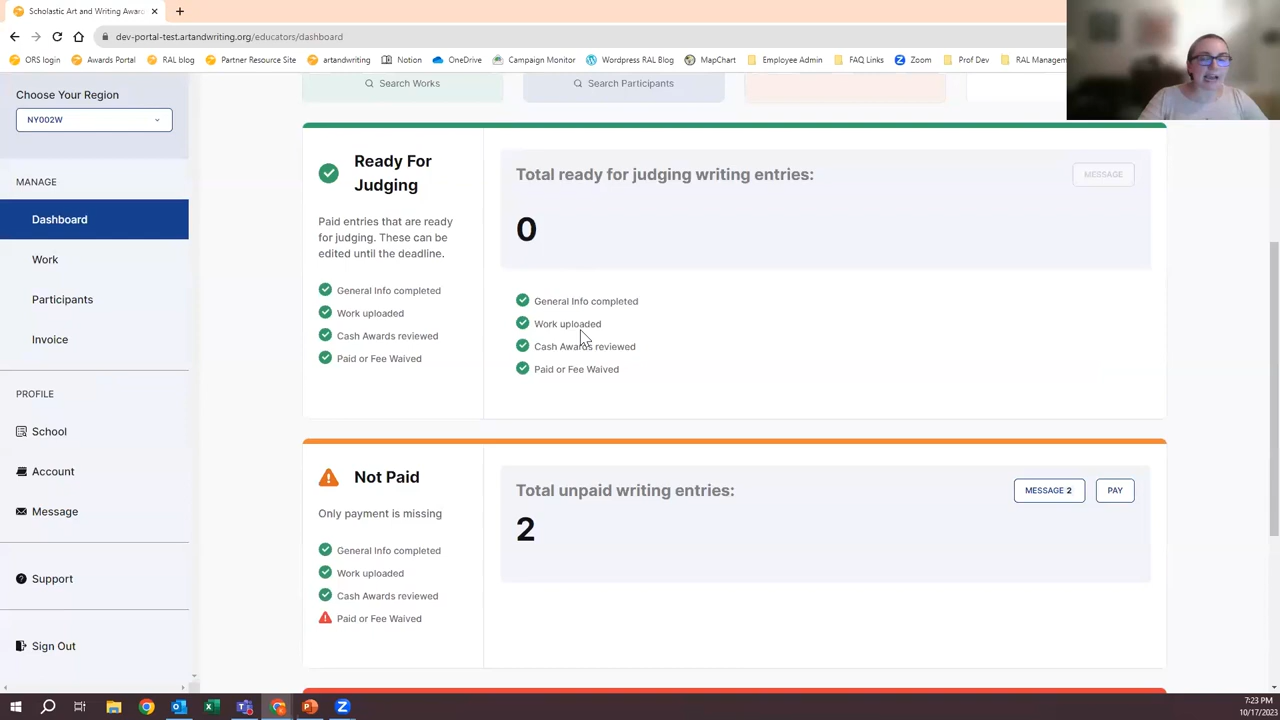 Scholastic Art and Writing Award
dev-portal-test.artandwriting.org/educators/dashboard
ORS login
Awards Portal
RAL blog
Partner Resource Site
artandwriting
Notion
OneDrive
Campaign Monitor
Wordpress RAL Blog
MapChart
Employee Admin
FAQ Links
Zoom
Prof Dev
RAL Managem
Choose Your Region
NY002W
MANAGE
Dashboard
Work
Participants
Invoice
PROFILE
School
Account
Message
Support
Sign Out
Search Works
Search Participants
Ready For
Judging
Paid entries that are ready
for judging. These can be
edited until the deadline.
General Info completed
Work uploaded
Cash Awards reviewed
Paid or Fee Waived
Total ready for judging writing entries:
MESSAGE
0
General Info completed
Work uploaded
Cash Awards reviewed
Paid or Fee Waived
Not Paid
Only payment is missing
General Info completed
Work uploaded
Cash Awards reviewed
Paid or Fee Waived
Total unpaid writing entries:
MESSAGE 2
PAY
2
7:23 PM
10/17/2023